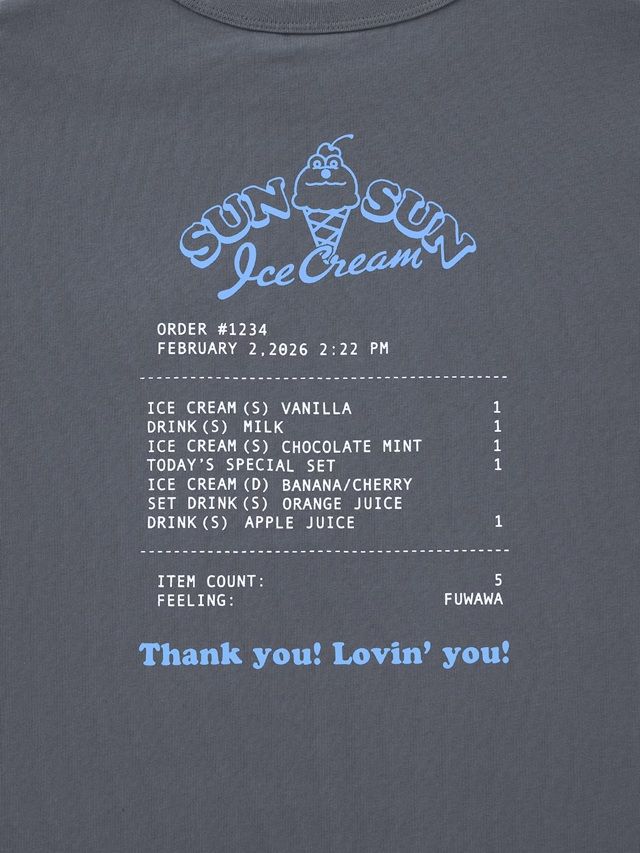 SUN SUN
Ice Cream
ORDER #1234
FEBRUARY 2,2026 2:22 PM
ICE CREAM(S) VANILLA 1
DRINK(S) MILK 1
ICE CREAM(S) CHOCOLATE MINT 1
TODAY'S SPECIAL SET 1
ICE CREAM(D) BANANA/CHERRY
SET DRINK(S) ORANGE JUICE
DRINK(S) APPLE JUICE 1
ITEM COUNT: 5
FEELING: FUWAWA
Thank you! Lovin' you!